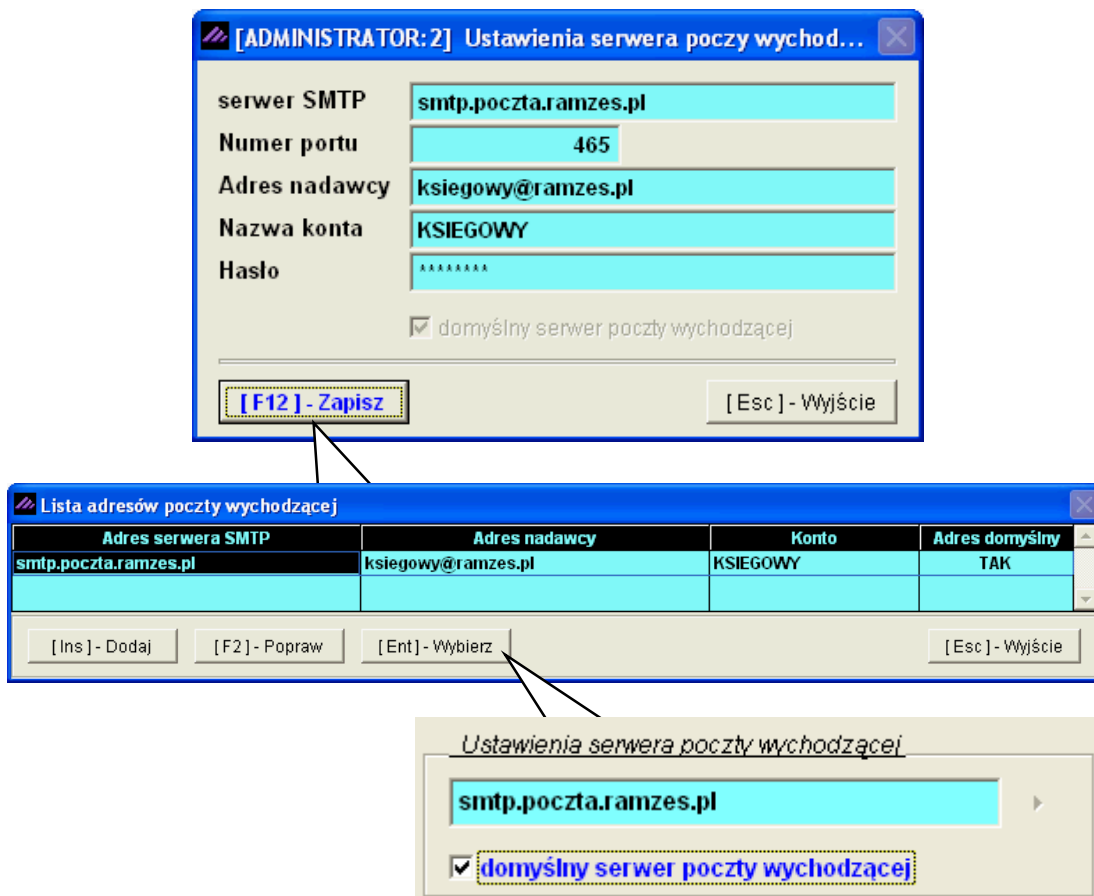 [ADMINISTRATOR:2] Ustawienia serwera poczy wychod...
serwer SMTP smtp.poczta.ramzes.pl
Numer portu 465
Adres nadawcy ksiegowy@ramzes.pl
Nazwa konta KSIEGOWY
Hasło ********
domyślny serwer poczty wychodzącej
[ F12 ] - Zapisz [ Esc ] - Wyjście
Lista adresów poczty wychodzącej
Adres serwera SMTP Adres nadawcy Konto Adres domyślny
smtp.poczta.ramzes.pl ksiegowy@ramzes.pl KSIEGOWY TAK
[ Ins ] - Dodaj [ F2 ] - Popraw [ Ent ] - Wybierz [ Esc ] - Wyjście
Ustawienia serwera poczty wychodzącej
smtp.poczta.ramzes.pl
domyślny serwer poczty wychodzącej